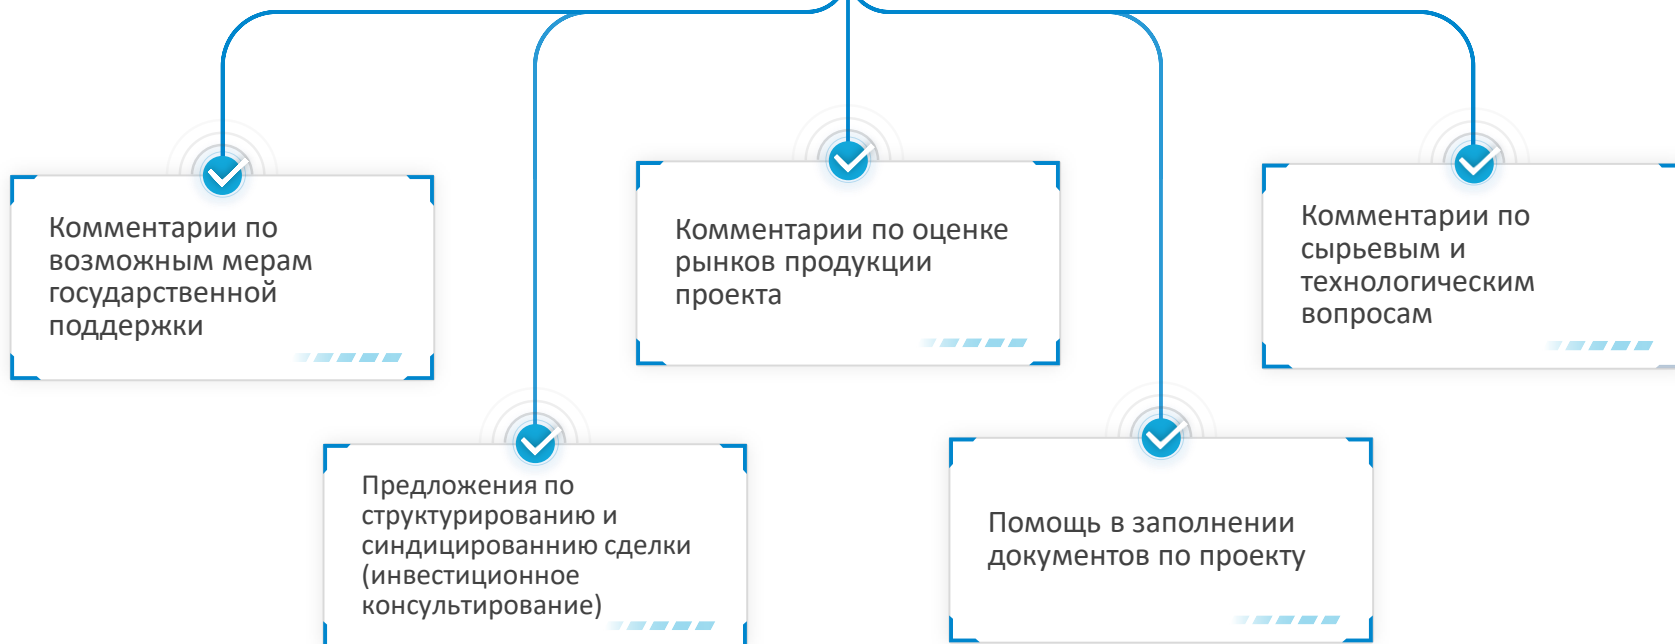 Комментарии по
возможным мерам
государственной
поддержки
Комментарии по оценке
рынков продукции
проекта
Комментарии по
сырьевым и
технологическим
вопросам
Предложения по
структурированию и
синдицированнию сделки
(инвестиционное
консультирование)
Помощь в заполнении
документов по проекту